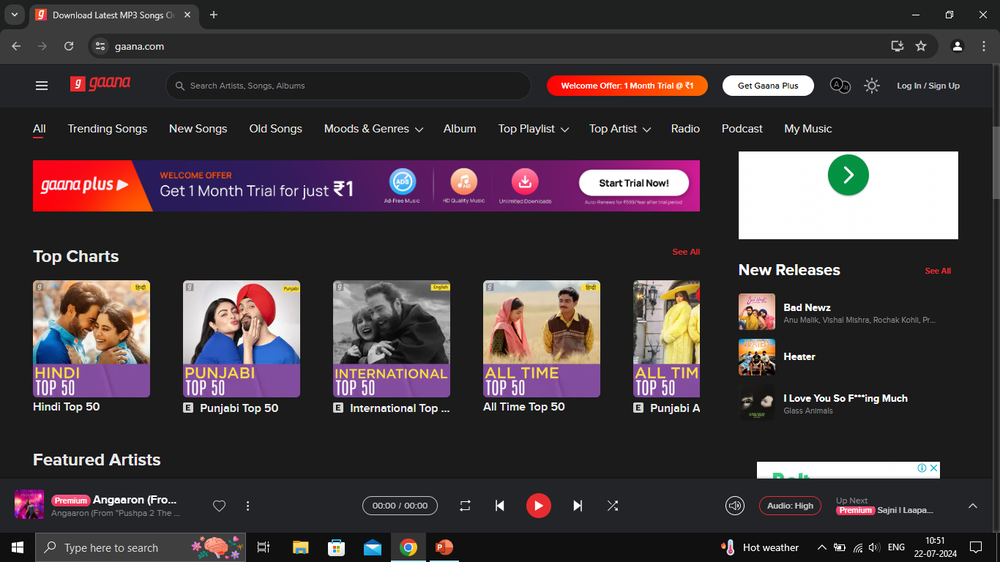 Download Latest MP3 Songs O
gaana.com
gaana
Search Artists, Songs, Albums
Welcome Offer: 1 Month Trial @ ₹1
Get Gaana Plus
Log In / Sign Up
All
Trending Songs
New Songs
Old Songs
Moods & Genres
Album
Top Playlist
Top Artist
Radio
Podcast
My Music
gaana plus
WELCOME OFFER
Get 1 Month Trial for just ₹1
ADS
Ad-Free Music
HD
HD Quality Music
Unlimited Downloads
Start Trial Now!
Auto-Renews for ₹599/Year after trial period
Top Charts
See All
हिन्दी
HINDI
TOP 50
Hindi Top 50
Punjabi
PUNJABI
TOP 50
E Punjabi Top 50
English
INTERNATIONAL
TOP 50
E International Top ...
हिन्दी
ALL TIME
TOP 50
All Time Top 50
ALL TIM
TOP 50
E Punjabi A
New Releases
See All
Bad Newz
Anu Malik, Vishal Mishra, Rochak Kohli, Pr...
Heater
I Love You So F***ing Much
Glass Animals
Featured Artists
Premium Angaaron (Fro...
Angaaron (From "Pushpa 2 The ...
00:00 / 00:00
Audio: High
Up Next
Premium Sajni I Laapa...
Type here to search
Hot weather
ENG
10:51
22-07-2024